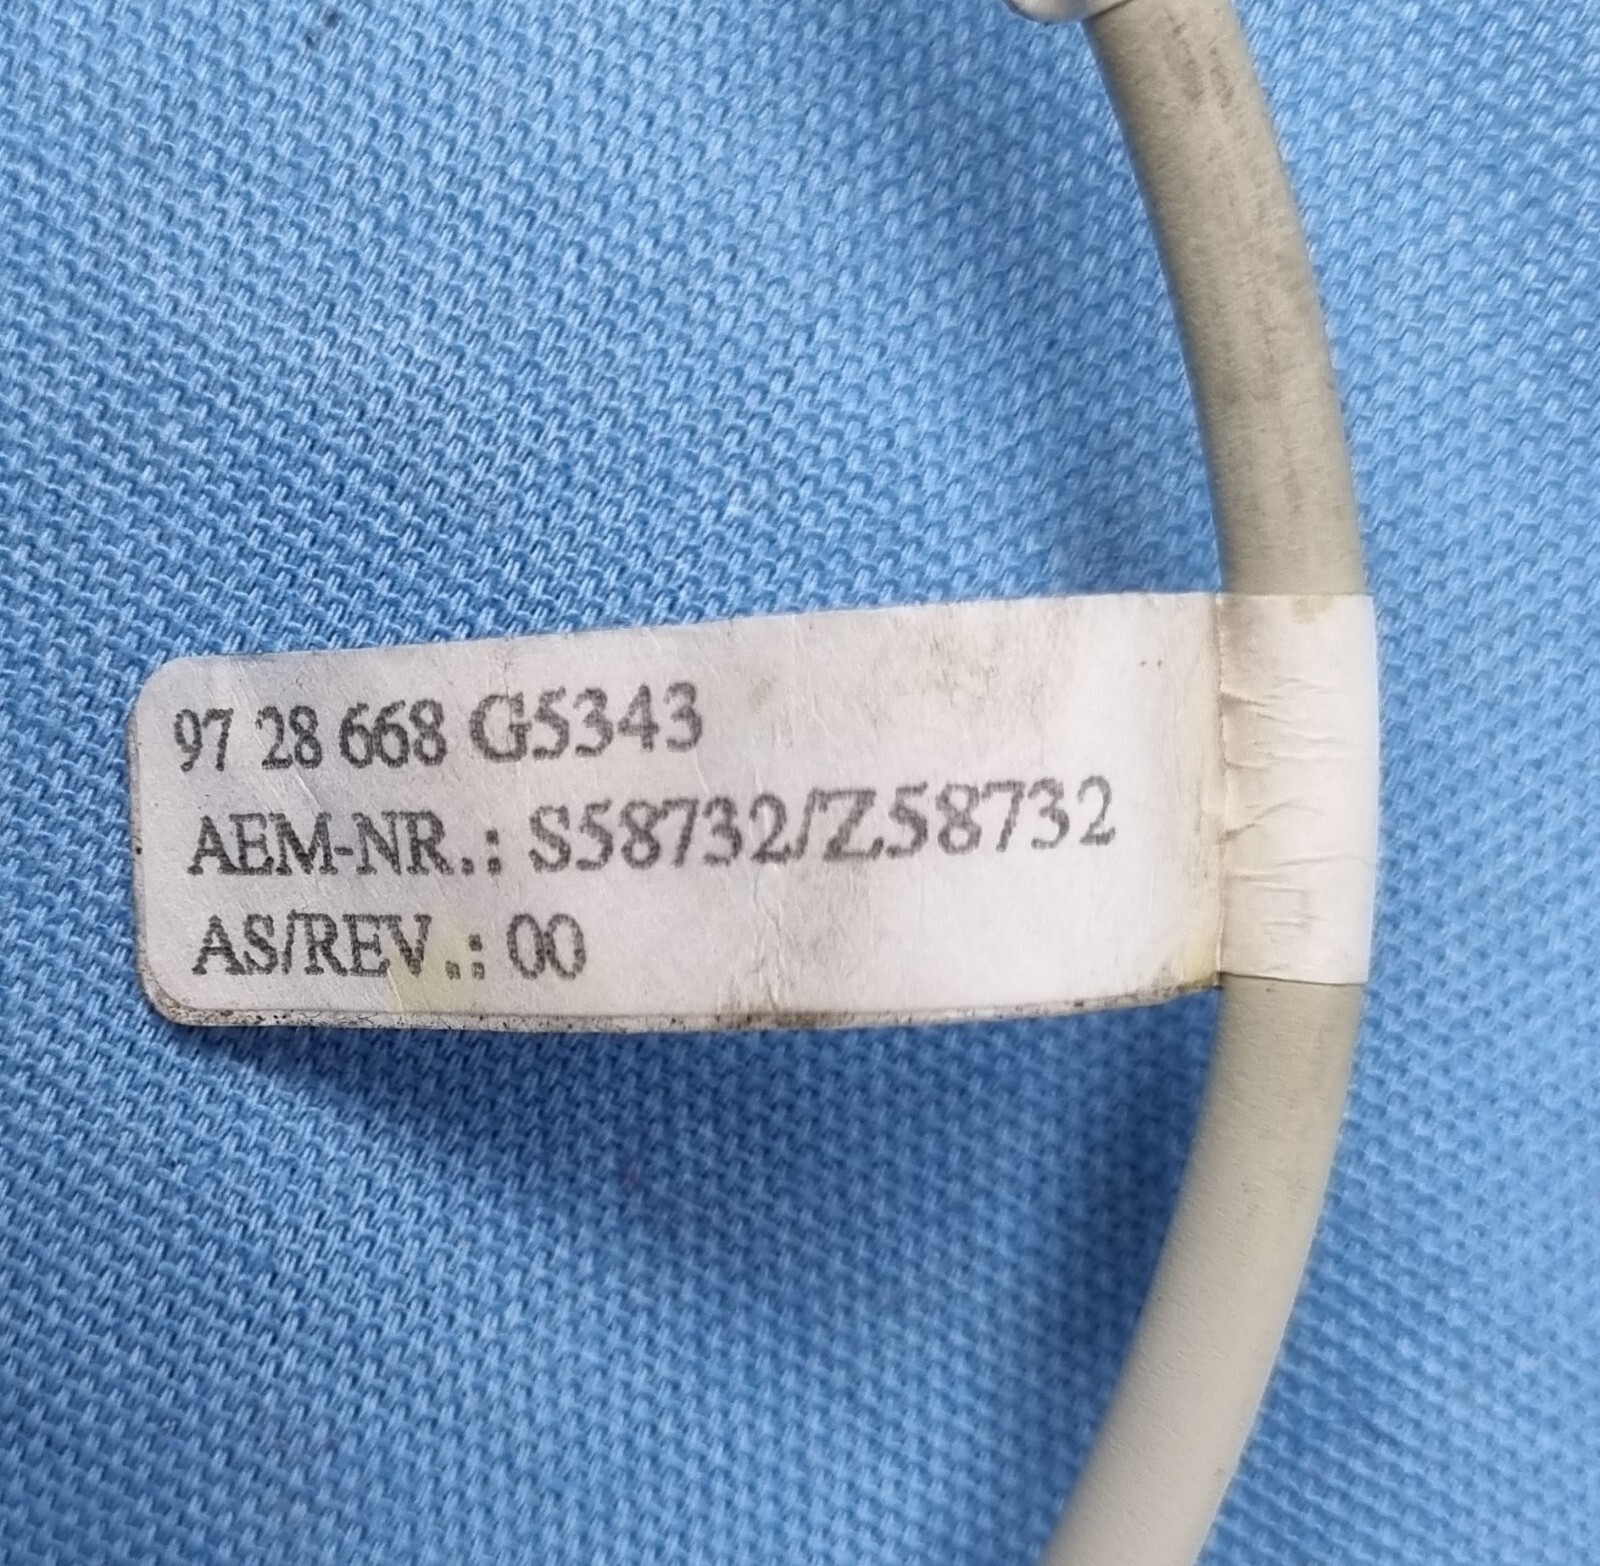 97 28 668 G5343
AEM-NR.: S58732/Z58732
AS/REV.: 00